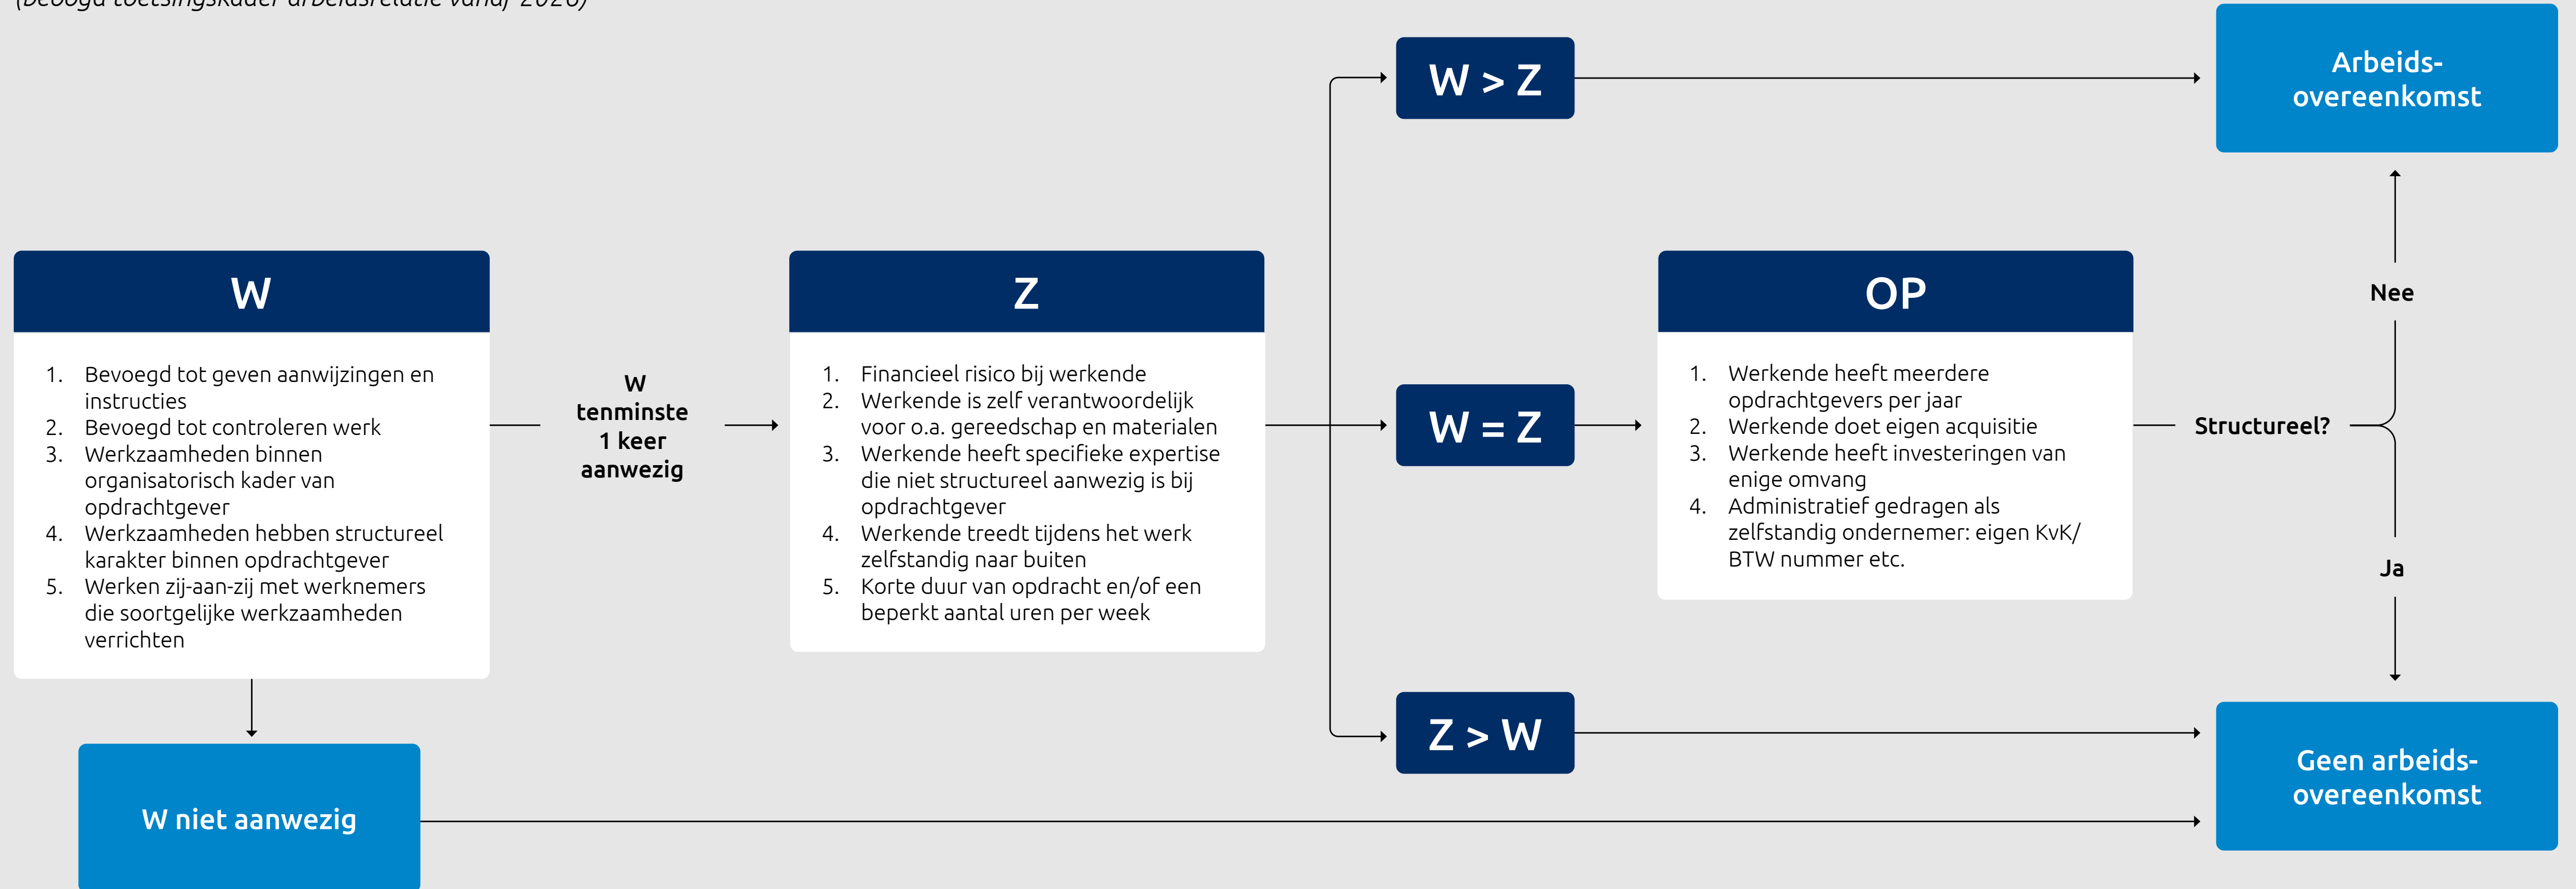 (beoogd toetsingskader arbeidsrelatie vanaf 2026)
W
1. Bevoegd tot geven aanwijzingen en
instructies
2. Bevoegd tot controleren werk
3. Werkzaamheden binnen
organisatorisch kader van
opdrachtgever
4. Werkzaamheden hebben structureel
karakter binnen opdrachtgever
5. Werken zij-aan-zij met werknemers
die soortgelijke werkzaamheden
verrichten
W niet aanwezig
W
tenminste
1 keer
aanwezig
Z
1. Financieel risico bij werkende
2. Werkende is zelf verantwoordelijk
voor o.a. gereedschap en materialen
3. Werkende heeft specifieke expertise
die niet structureel aanwezig is bij
opdrachtgever
4. Werkende treedt tijdens het werk
zelfstandig naar buiten
5. Korte duur van opdracht en/of een
beperkt aantal uren per week
W > Z
W = Z
Z > W
OP
1. Werkende heeft meerdere
opdrachtgevers per jaar
2. Werkende doet eigen acquisitie
3. Werkende heeft investeringen van
enige omvang
4. Administratief gedragen als
zelfstandig ondernemer: eigen KvK/
BTW nummer etc.
Structureel?
Nee
Ja
Arbeids-
overeenkomst
Geen arbeids-
overeenkomst